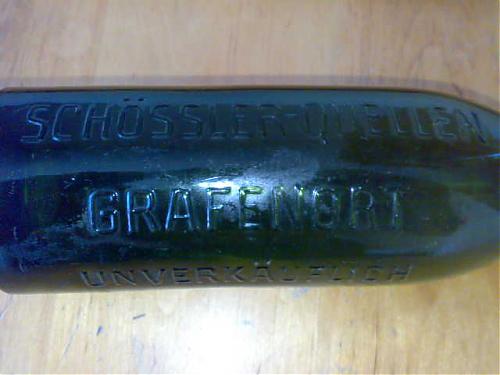 SCHÖSSLER-QUELLEN
GRAFENORT
UNVERKÄUFLICH